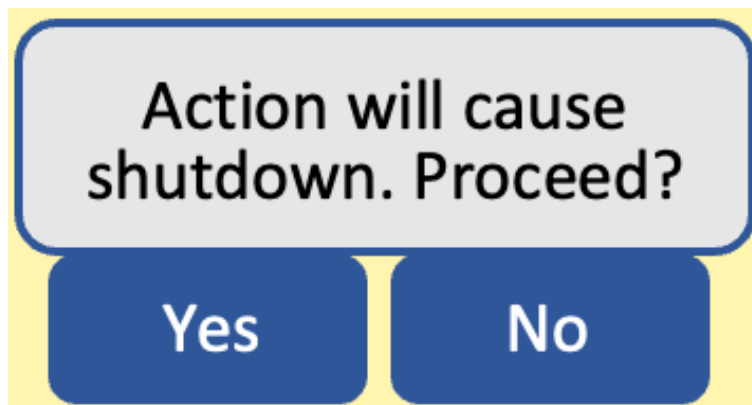 Action will cause
shutdown. Proceed?
Yes No